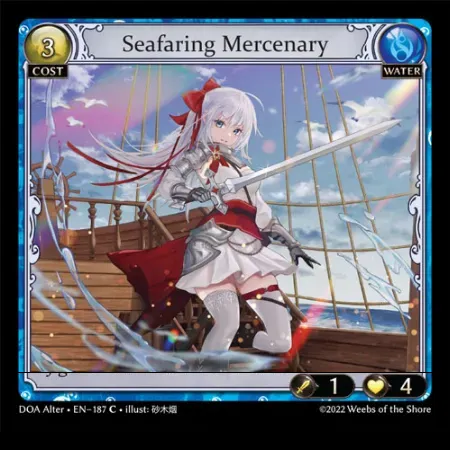 3
Seafaring Mercenary
COST
WATER
1
4
DOA Alter • EN-187 C • illust: 砂木烟
©2022 Weebs of the Shore